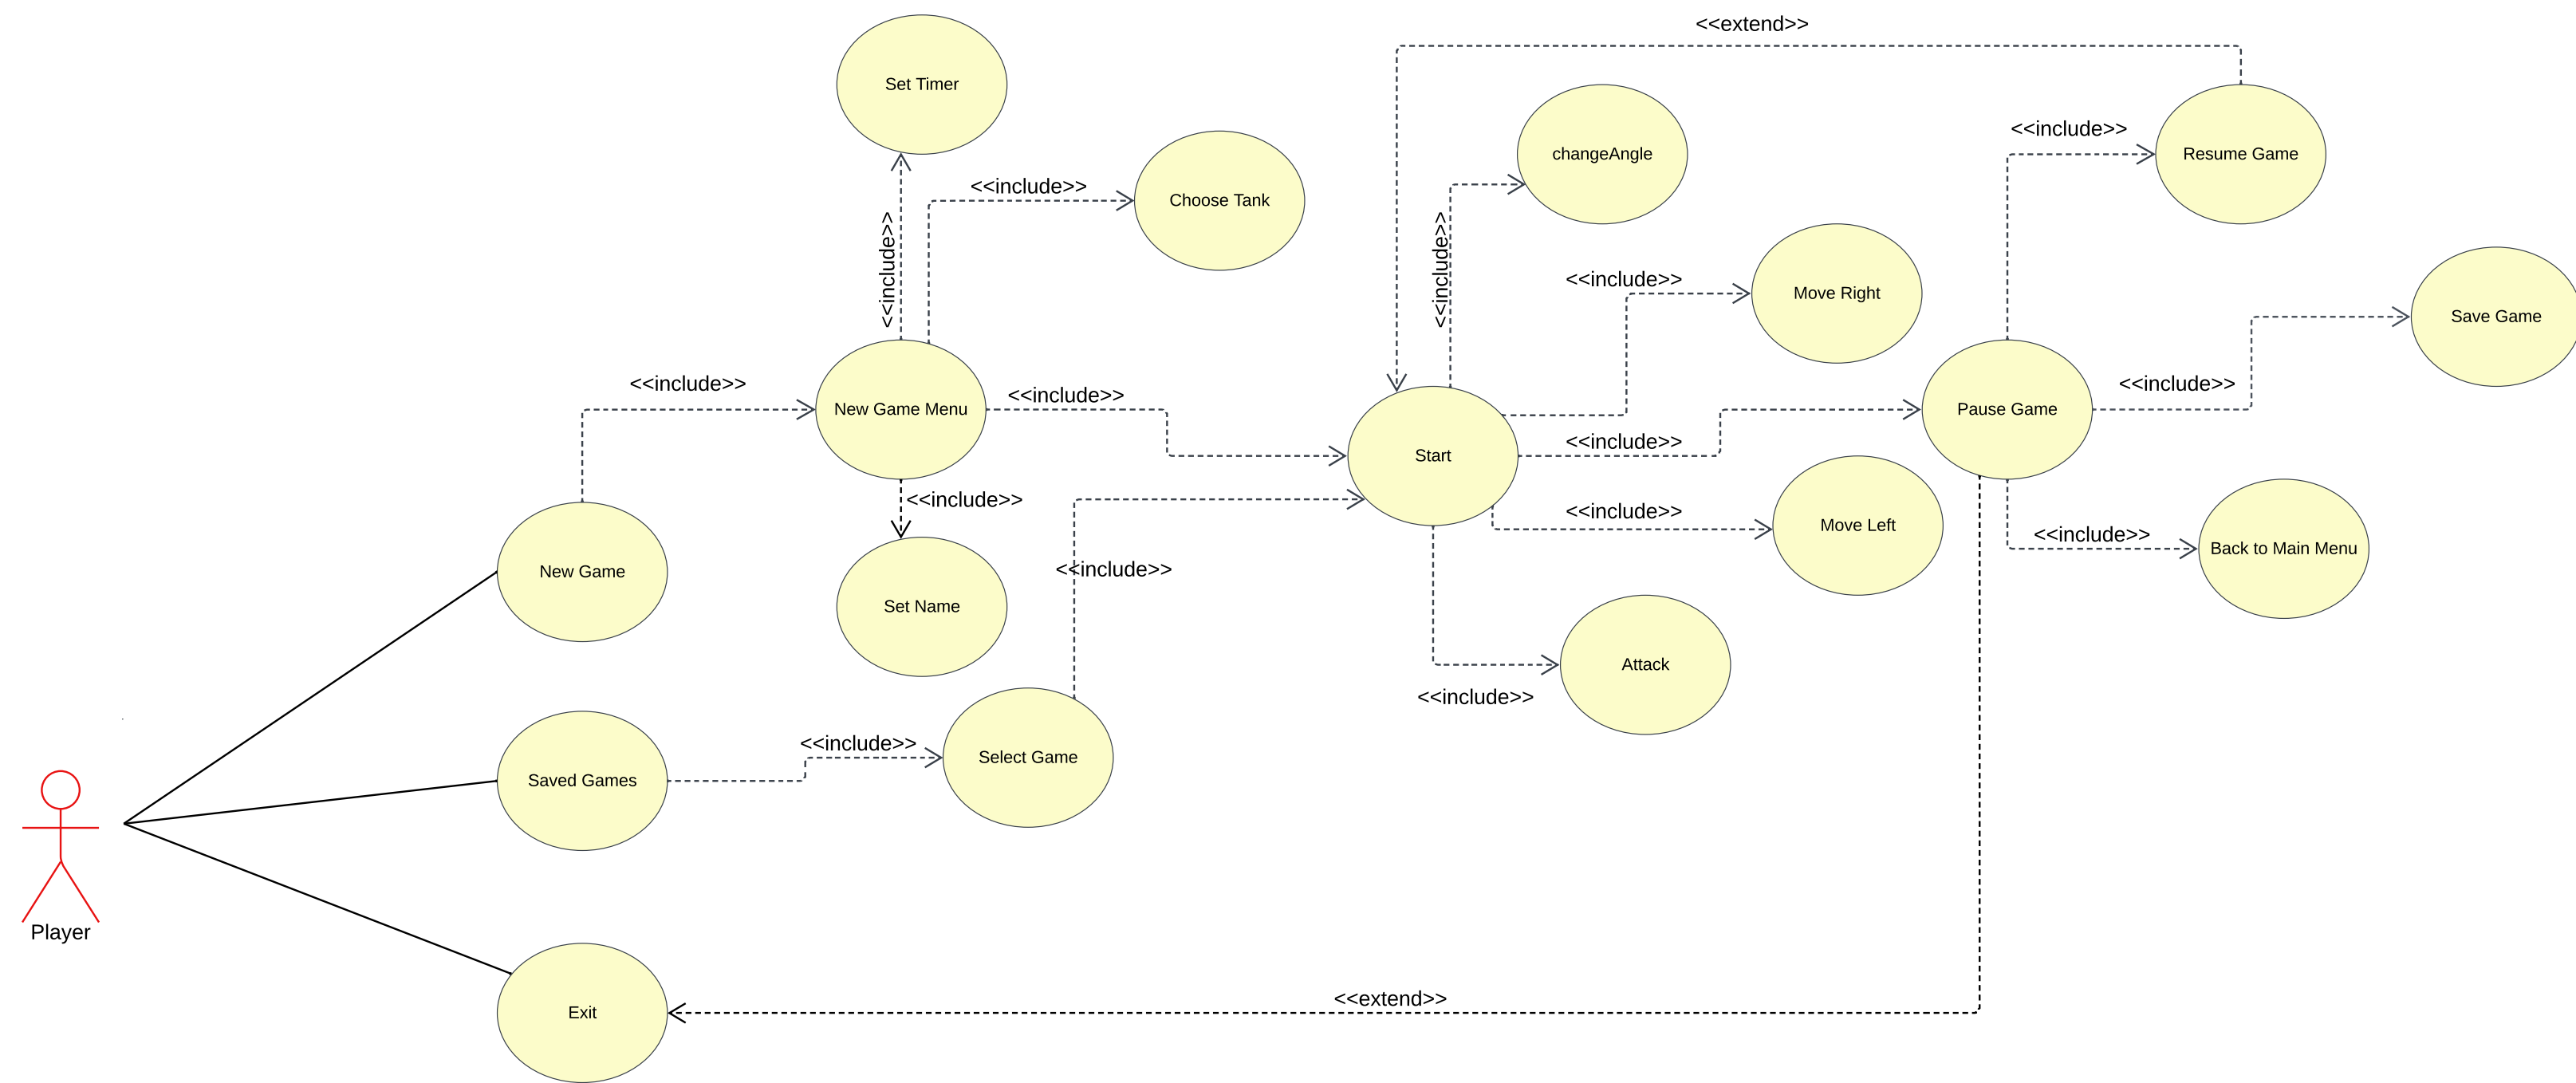 <<extend>>
Set Timer
changeAngle
Resume Game
<<include>>
<<include>>
Choose Tank
<<include>>
<<include>>
<<include>>
Move Right
Save Game
<<include>>
<<include>>
New Game Menu
<<include>>
Pause Game
<<include>>
Start
<<include>>
<<include>>
<<include>>
Move Left
<<include>>
Back to Main Menu
New Game
<<include>>
Set Name
Attack
<<include>>
<<include>>
Select Game
Saved Games
Player
<<extend>>
Exit